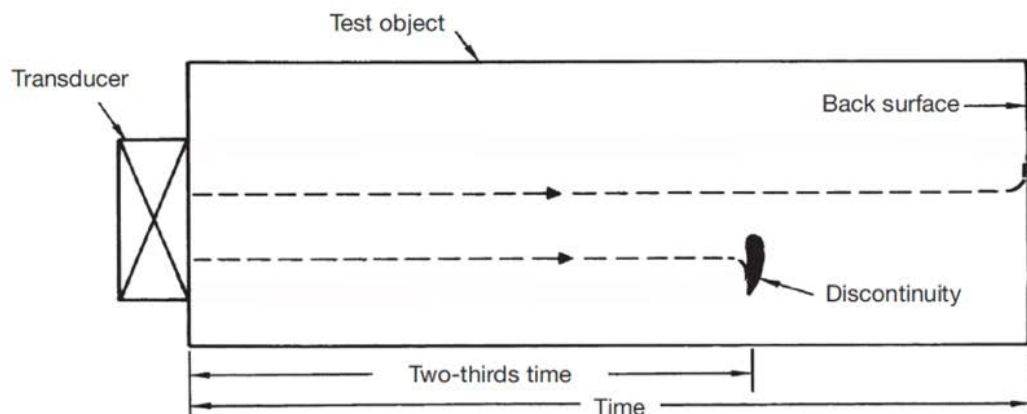 Test object
Transducer
Back surface
Discontinuity
Two-thirds time
Time